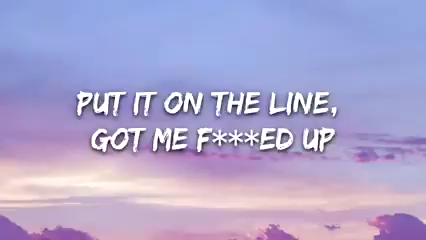 PUT IT ON THE LINE,
GOT ME F***ED UP